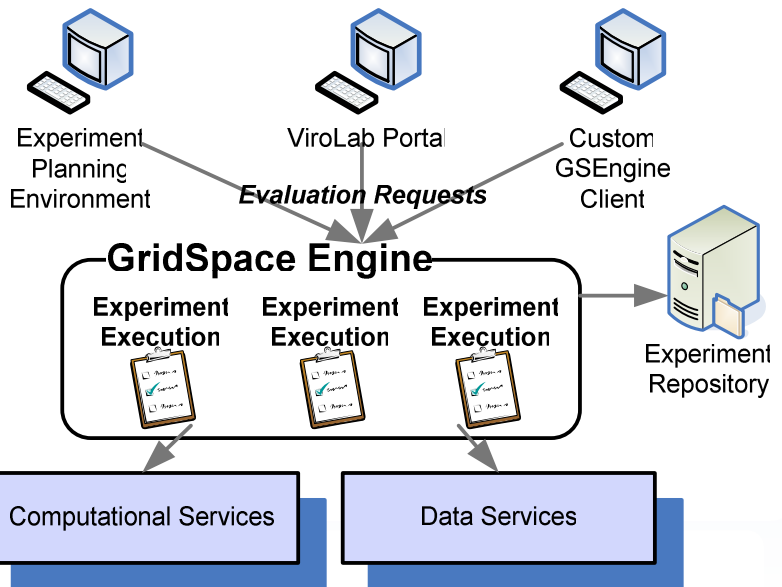 Experiment
Planning
Environment
ViroLab Portal
Custom
GSEngine
Client
Evaluation Requests
GridSpace Engine
Experiment
Execution
Experiment
Execution
Experiment
Execution
Experiment
Repository
Computational Services
Data Services